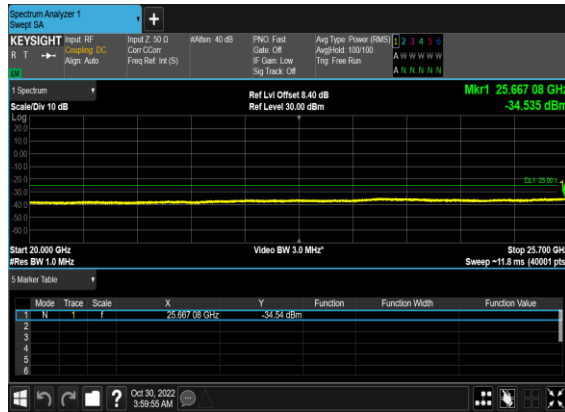 Spectrum Analyzer 1
Swept SA
+
KEYSIGHT Input: RF Input Z: 50 Ω #Atten: 40 dB PNO: Fast Avg Type: Power (RMS) 1 2 3 4 5 6
R T Coupling: DC Corr CCorr Gate: Off Avg|Hold: 100/100 A W W W W W
Align: Auto Freq Ref: Int (S) IF Gain: Low Trig: Free Run
Sig Track: Off A N N N N N
LU
1 Spectrum Ref Lvl Offset 8.40 dB Mkr1 25.667 08 GHz
Scale/Div 10 dB Ref Level 30.00 dBm -34.535 dBm
Log
20.0
10.0
0.00
-10.0
-20.0
DL1 -25.00
-30.0
-40.0
-50.0
-60.0
Start 20.000 GHz Video BW 3.0 MHz* Stop 25.700 GHz
#Res BW 1.0 MHz Sweep ~11.8 ms (40001 pts
5 Marker Table
Mode Trace Scale X Y Function Function Width Function Value
1 N 1 f 25.667 08 GHz -34.54 dBm
2
3
4
5
6
? Oct 30, 2022
3:59:55 AM